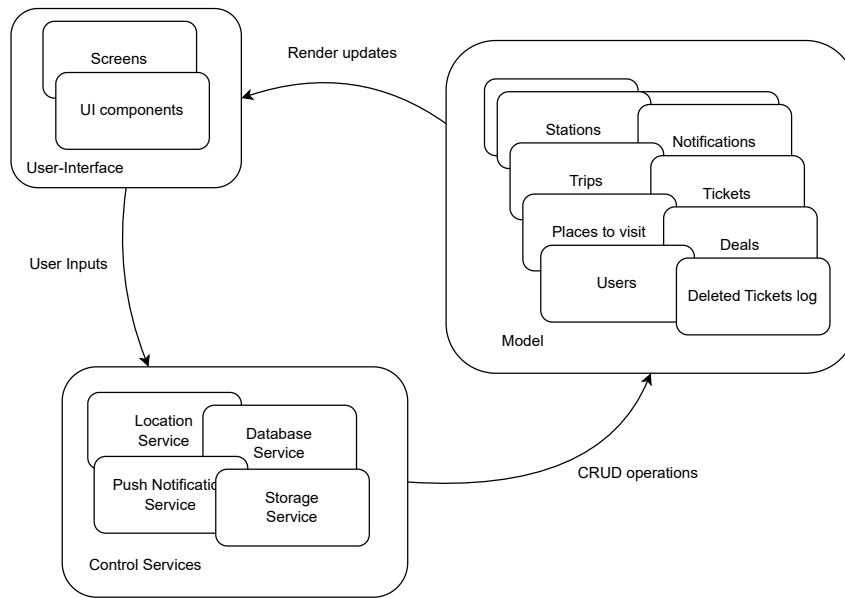 Screens
UI components
User-Interface
Render updates
User Inputs
Stations
Notifications
Trips
Tickets
Places to visit
Deals
Users
Deleted Tickets log
Model
Location
Service
Database
Service
Push Notificatio
Service
Storage
Service
Control Services
CRUD operations